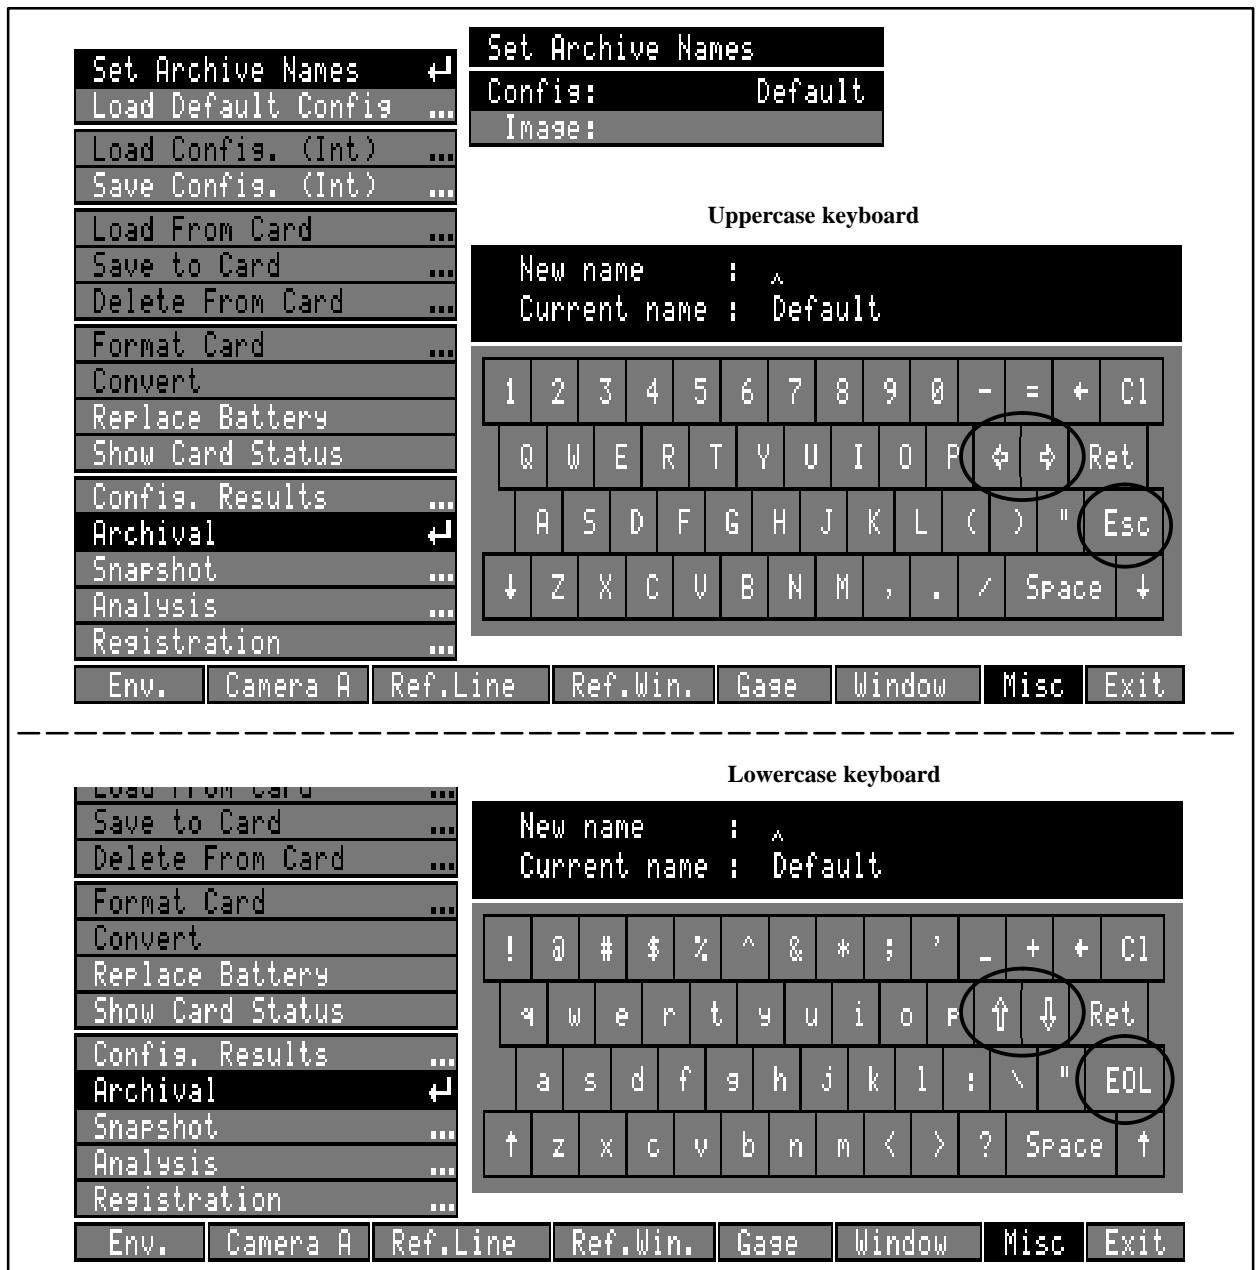 Set Archive Names ↵
Load Default Config ...
Load Config. (Int) ...
Save Config. (Int) ...
Load From Card ...
Save to Card ...
Delete From Card ...
Format Card ...
Convert
Replace Battery
Show Card Status
Config. Results ...
Archival ↵
Snapshot ...
Analysis ...
Registration ...
Set Archive Names
Config: Default
Image:
Uppercase keyboard
New name : ^
Current name : Default
1 2 3 4 5 6 7 8 9 0 - = ← Cl
Q W E R T Y U I O P ⇦ ⇨ Ret
A S D F G H J K L ( ) " Esc
↓ Z X C V B N M , . / Space ↓
Env. Camera A Ref.Line Ref.Win. Gage Window Misc Exit
Lowercase keyboard
Load From Card ...
Save to Card ...
Delete From Card ...
Format Card ...
Convert
Replace Battery
Show Card Status
Config. Results ...
Archival ↵
Snapshot ...
Analysis ...
Registration ...
New name : ^
Current name : Default
! @ # $ % ^ & * ; ' _ + ← Cl
q w e r t y u i o p ⇧ ⇩ Ret
a s d f g h j k l : \ " EOL
↑ z x c v b n m < > ? Space ↑
Env. Camera A Ref.Line Ref.Win. Gage Window Misc Exit